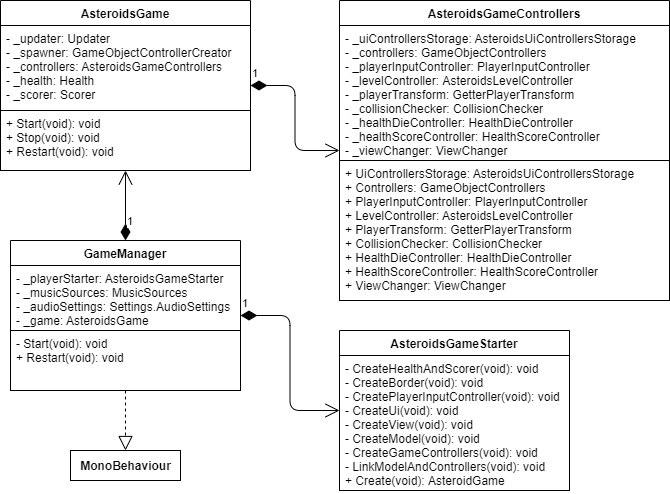 AsteroidsGame
- _updater: Updater
- _spawner: GameObjectControllerCreator
- _controllers: AsteroidsGameControllers
- _health: Health
- _scorer: Scorer
+ Start(void): void
+ Stop(void): void
+ Restart(void): void
1
AsteroidsGameControllers
- _uiControllersStorage: AsteroidsUiControllersStorage
- _controllers: GameObjectControllers
- _playerInputController: PlayerInputController
- _levelController: AsteroidsLevelController
- _playerTransform: GetterPlayerTransform
- _collisionChecker: CollisionChecker
- _healthDieController: HealthDieController
- _healthScoreController: HealthScoreController
- _viewChanger: ViewChanger
+ UiControllersStorage: AsteroidsUiControllersStorage
+ Controllers: GameObjectControllers
+ PlayerInputController: PlayerInputController
+ LevelController: AsteroidsLevelController
+ PlayerTransform: GetterPlayerTransform
+ CollisionChecker: CollisionChecker
+ HealthDieController: HealthDieController
+ HealthScoreController: HealthScoreController
+ ViewChanger: ViewChanger
1
GameManager
- _playerStarter: AsteroidsGameStarter
- _musicSources: MusicSources
- _audioSettings: Settings.AudioSettings
- _game: AsteroidsGame
- Start(void): void
+ Restart(void): void
1
AsteroidsGameStarter
- CreateHealthAndScorer(void): void
- CreateBorder(void): void
- CreatePlayerInputController(void): void
- CreateUi(void): void
- CreateView(void): void
- CreateModel(void): void
- CreateGameControllers(void): void
- LinkModelAndControllers(void): void
+ Create(void): AsteroidGame
MonoBehaviour